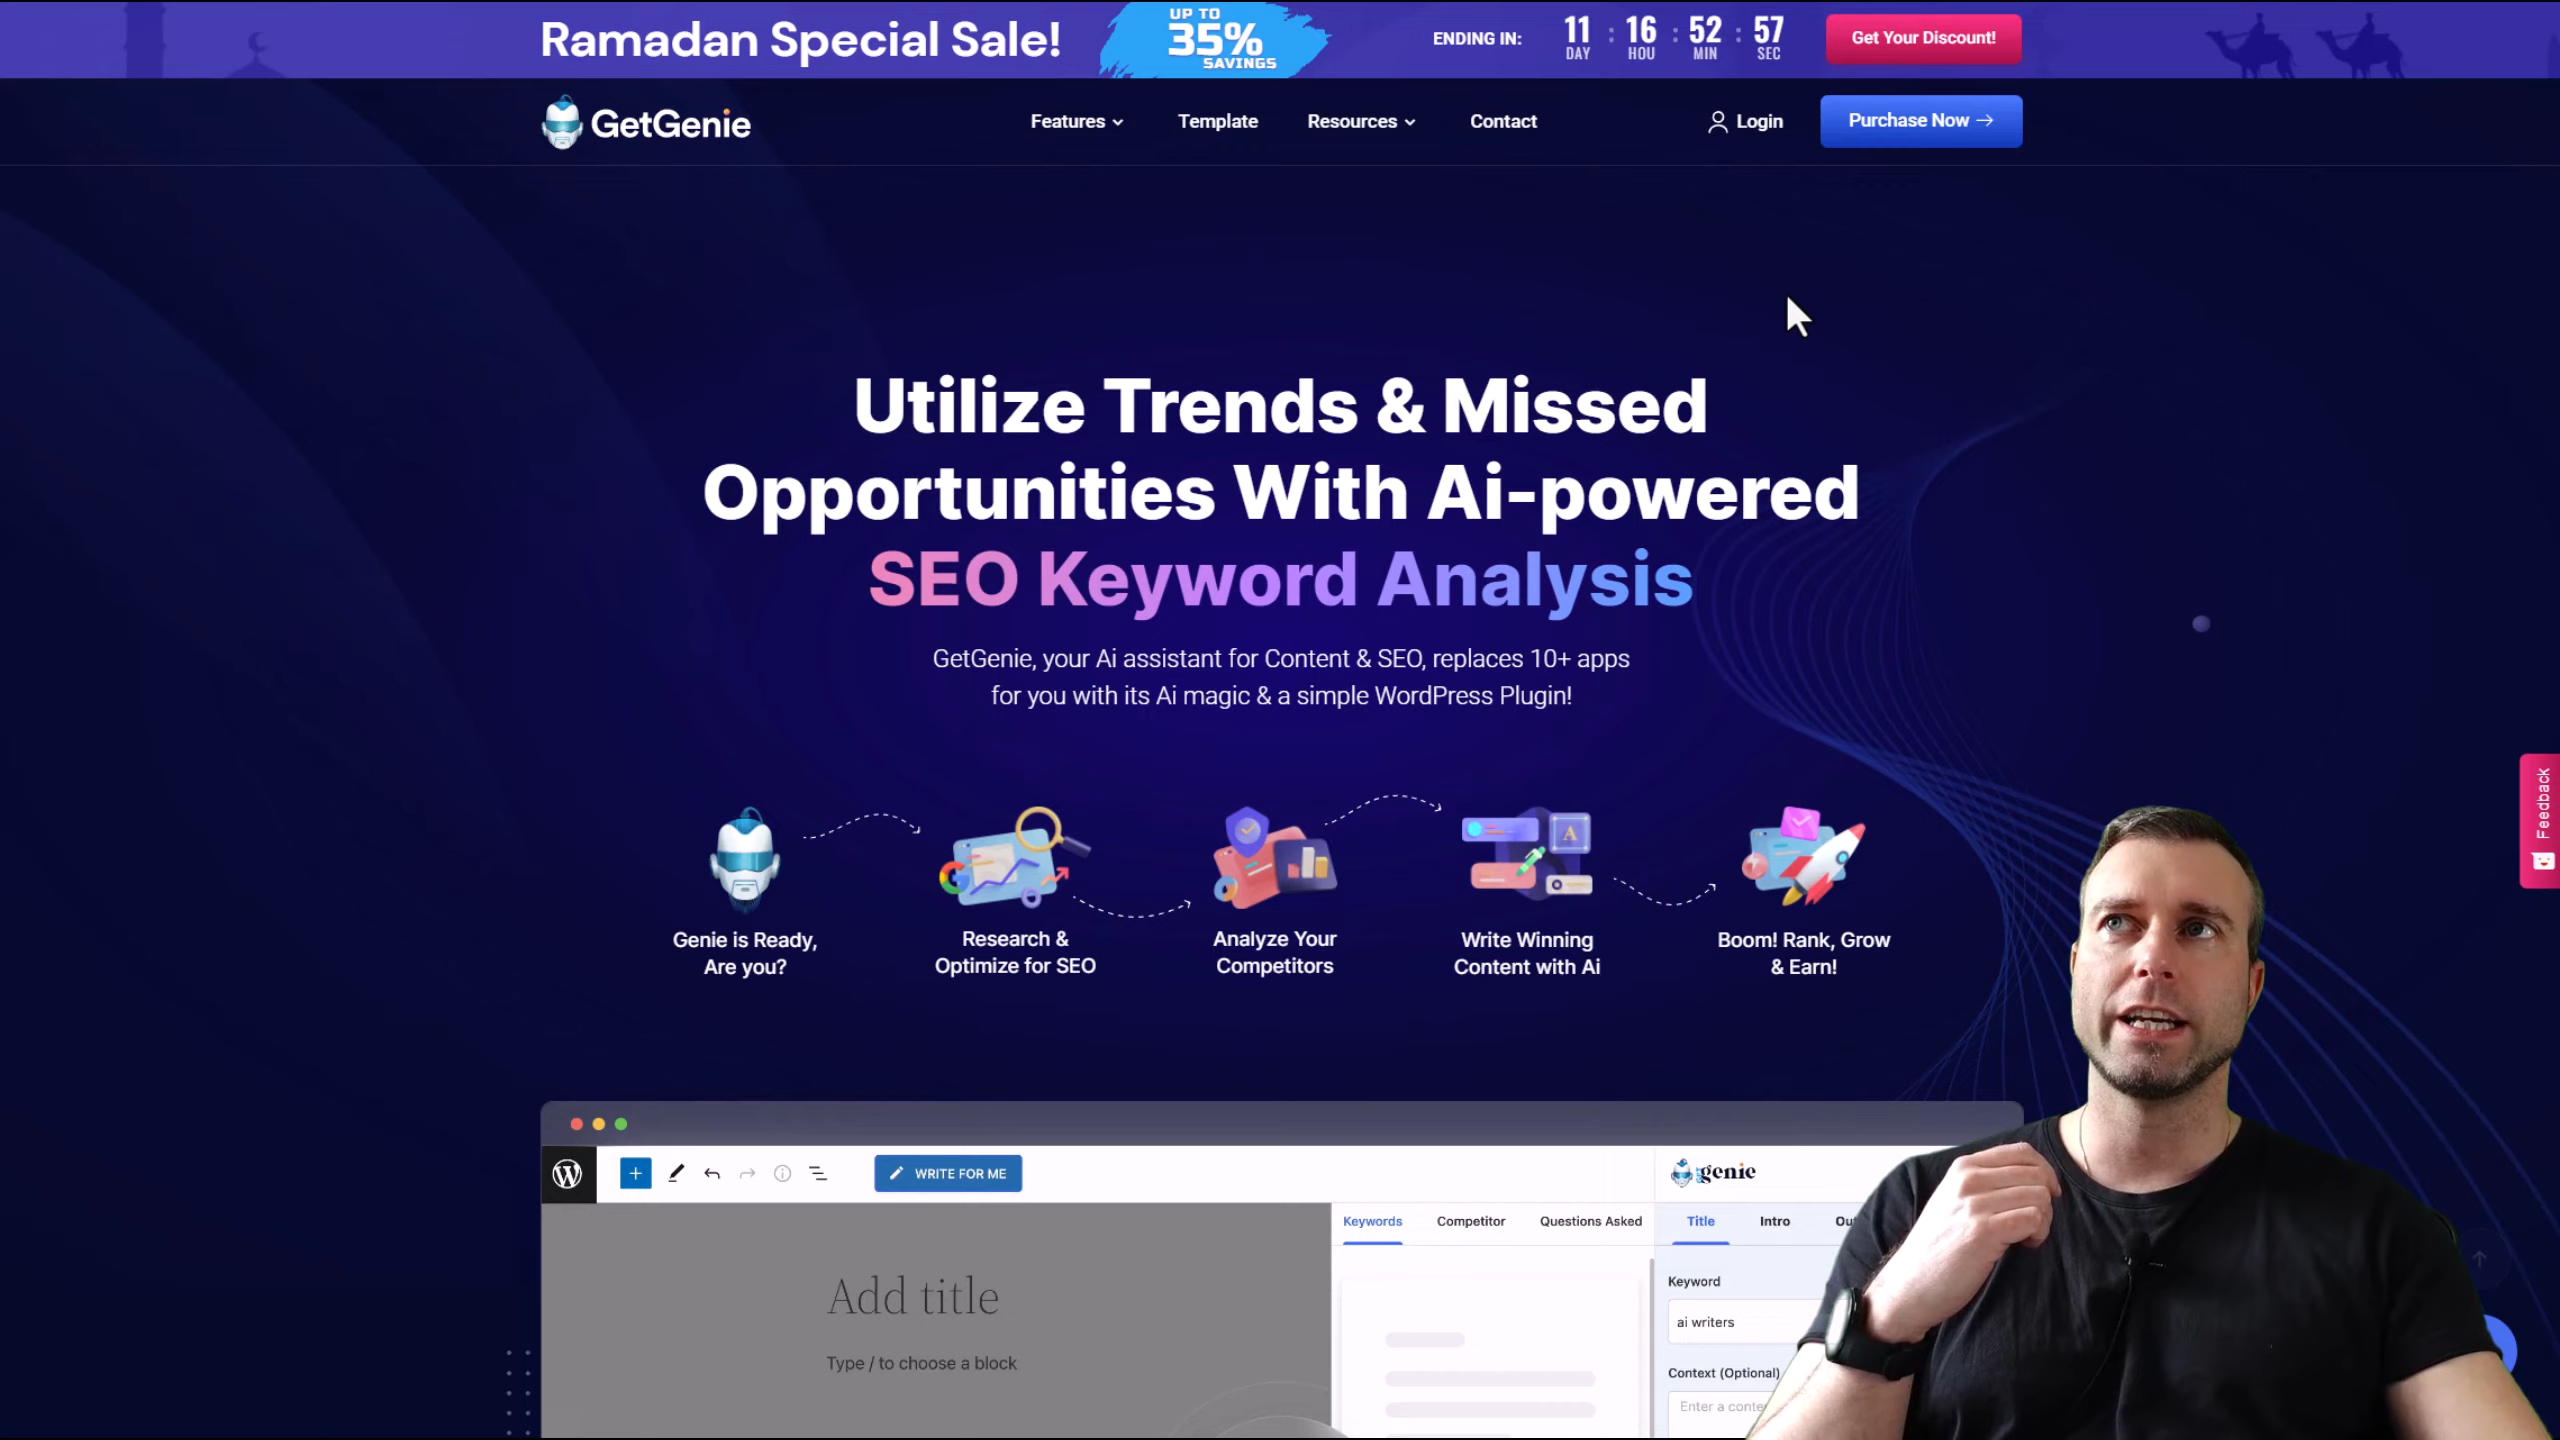 Ramadan Special Sale!
UP TO
35%
SAVINGS
ENDING IN:
11 : 16 : 52 : 57
DAY HOU MIN SEC
Get Your Discount!
GetGenie
Features
Template
Resources
Contact
Login
Purchase Now →
Utilize Trends & Missed
Opportunities With Ai-powered
SEO Keyword Analysis
GetGenie, your Ai assistant for Content & SEO, replaces 10+ apps
for you with its Ai magic & a simple WordPress Plugin!
Feedback
Genie is Ready,
Are you?
Research &
Optimize for SEO
Analyze Your
Competitors
Write Winning
Content with Ai
Boom! Rank, Grow
& Earn!
WRITE FOR ME
genie
Keywords
Competitor
Questions Asked
Title
Intro
Add title
Type / to choose a block
Keyword
ai writers
Context (Optional)
Enter a